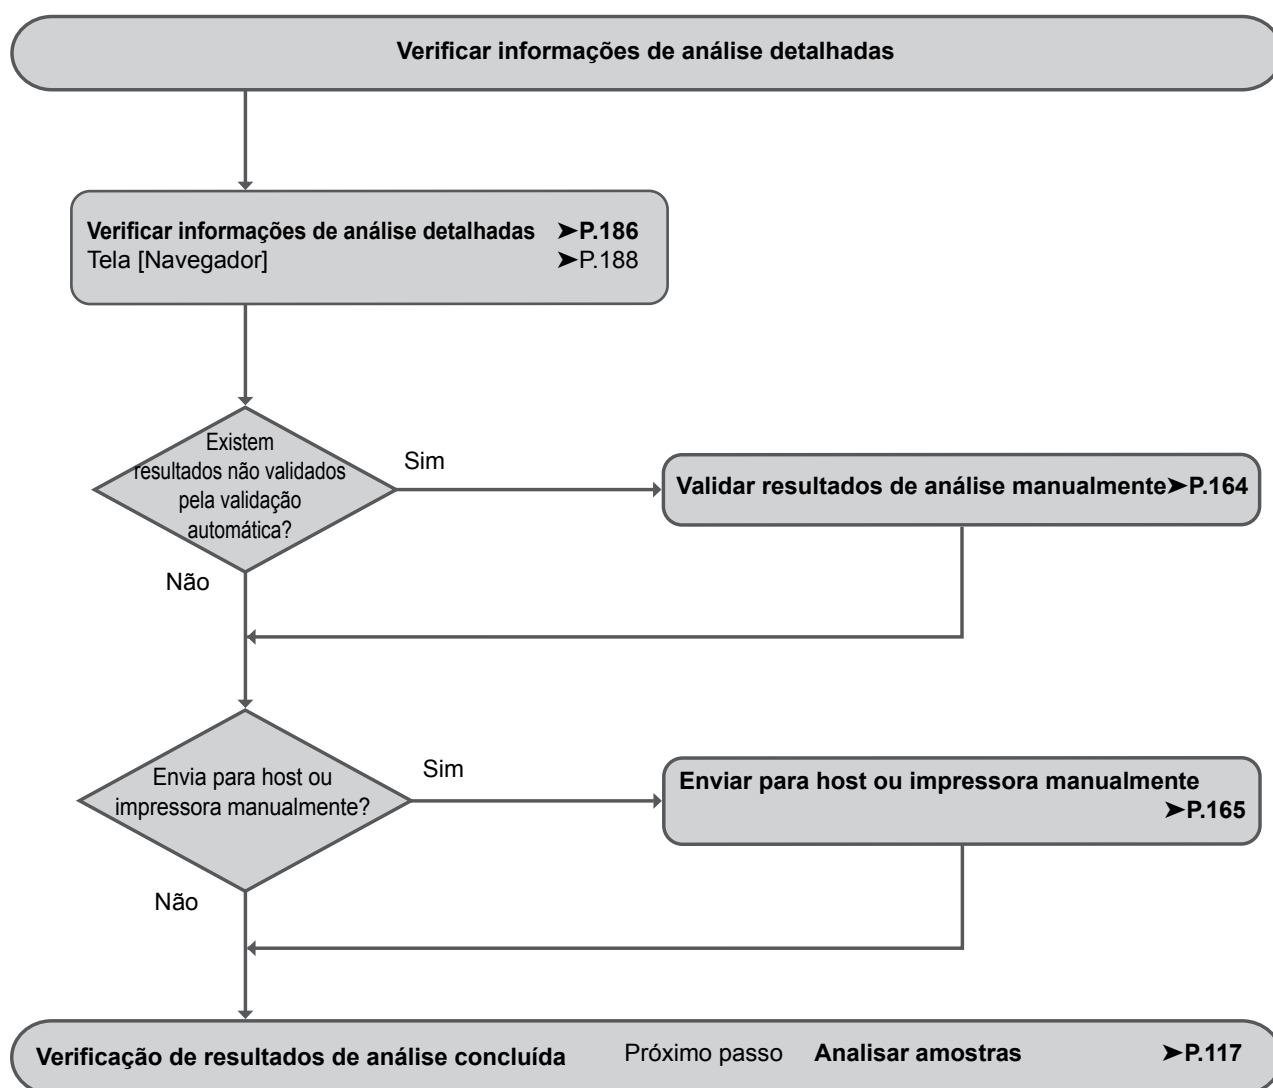 Verificar informações de análise detalhadas
Verificar informações de análise detalhadas ➤P.186
Tela [Navegador] ➤P.188
Existem
resultados não validados
pela validação
automática?
Sim
Validar resultados de análise manualmente➤P.164
Não
Envia para host ou
impressora manualmente?
Sim
Enviar para host ou impressora manualmente
➤P.165
Não
Verificação de resultados de análise concluída Próximo passo Analisar amostras ➤P.117